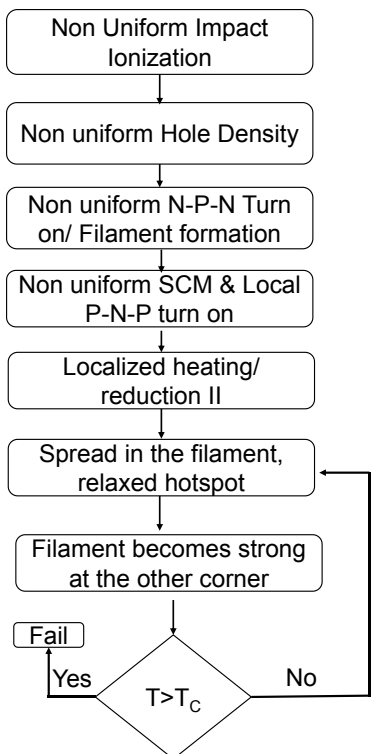 Non Uniform Impact
Ionization
Non uniform Hole Density
Non uniform N-P-N Turn
on/ Filament formation
Non uniform SCM & Local
P-N-P turn on
Localized heating/
reduction II
Spread in the filament,
relaxed hotspot
Filament becomes strong
at the other corner
Fail
Yes
No
T>TC